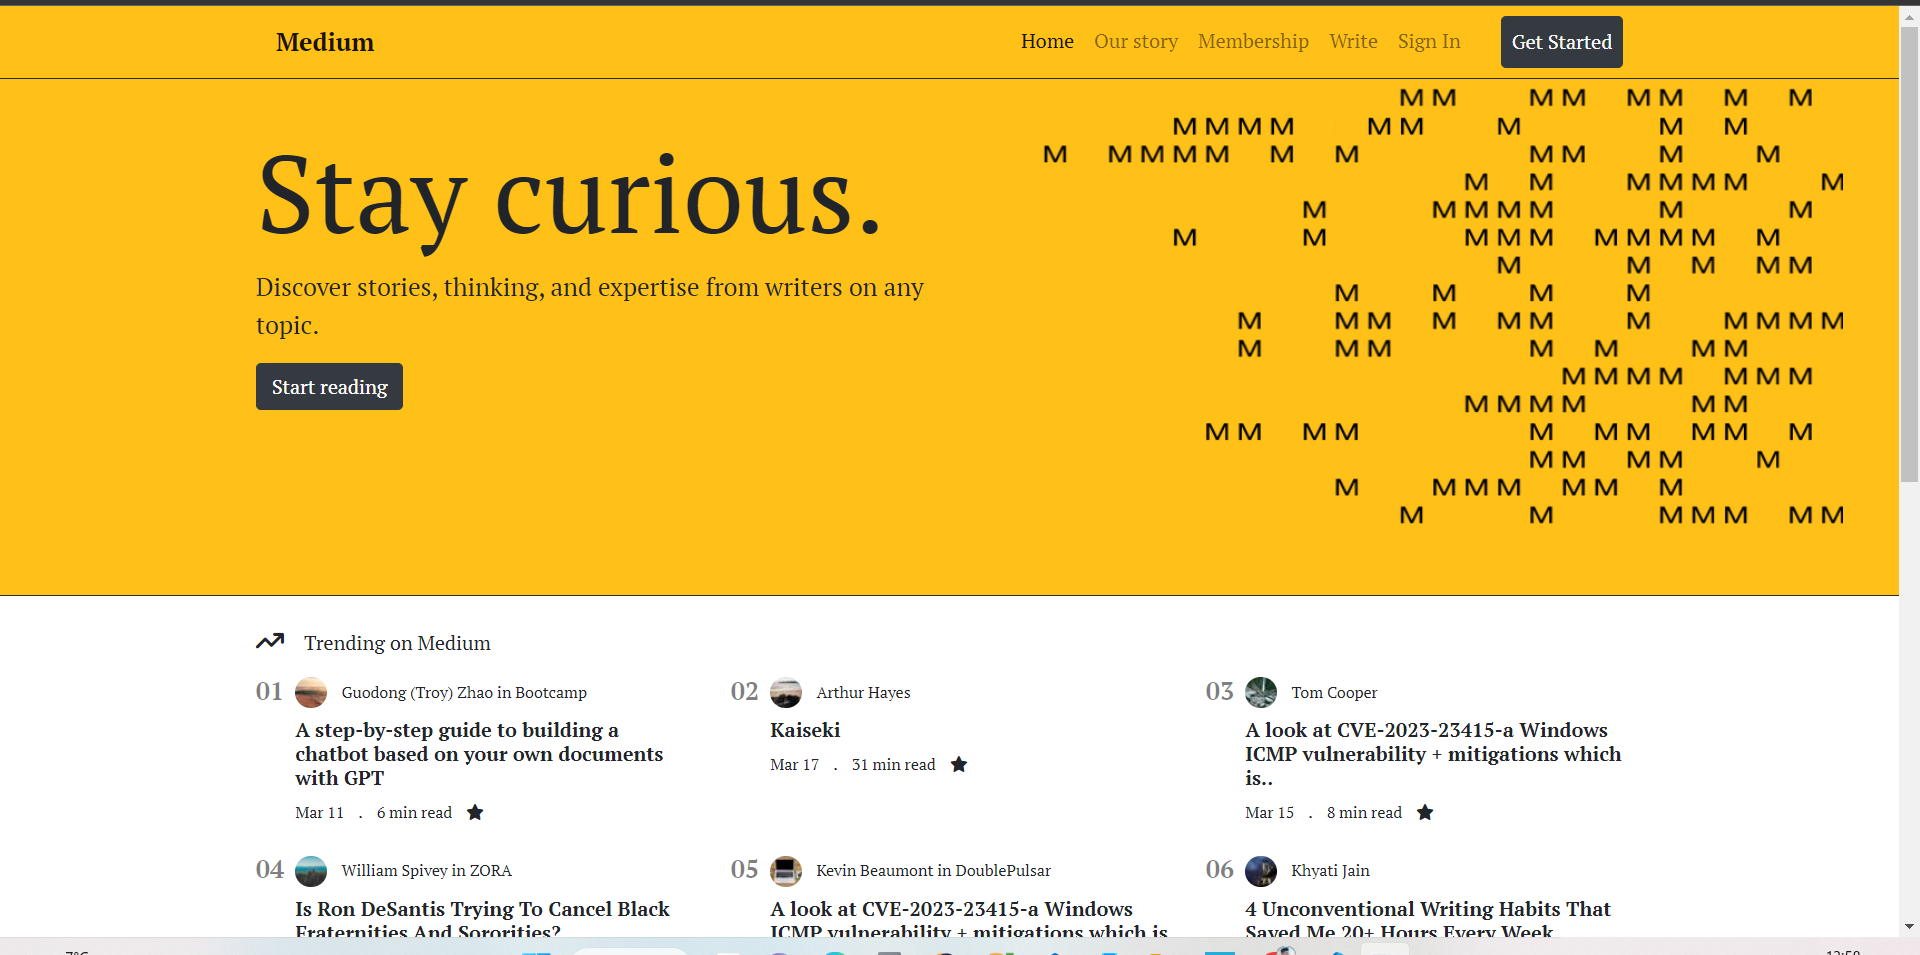 Medium
Home Our story Membership Write Sign In Get Started
M M M M M M M M
M M M M M M M M M
M M M M M M M M M M M
M M M M M M M
M M M M M M M
M M M M M M M M M M
M M M M M
M M M M
M M M M M M M M M M M
M M M M M M M
M M M M M M M
M M M M M M
M M M M M M M M M M
M M M M M
M M M M M M M
M M M M M M M
Stay curious.
Discover stories, thinking, and expertise from writers on any
topic.
Start reading
Trending on Medium
01 Guodong (Troy) Zhao in Bootcamp
A step-by-step guide to building a
chatbot based on your own documents
with GPT
Mar 11 . 6 min read
02 Arthur Hayes
Kaiseki
Mar 17 . 31 min read
03 Tom Cooper
A look at CVE-2023-23415-a Windows
ICMP vulnerability + mitigations which
is..
Mar 15 . 8 min read
04 William Spivey in ZORA
Is Ron DeSantis Trying To Cancel Black
Fraternities And Sororities?
05 Kevin Beaumont in DoublePulsar
A look at CVE-2023-23415-a Windows
ICMP vulnerability + mitigations which is
06 Khyati Jain
4 Unconventional Writing Habits That
Saved Me 20+ Hours Every Week